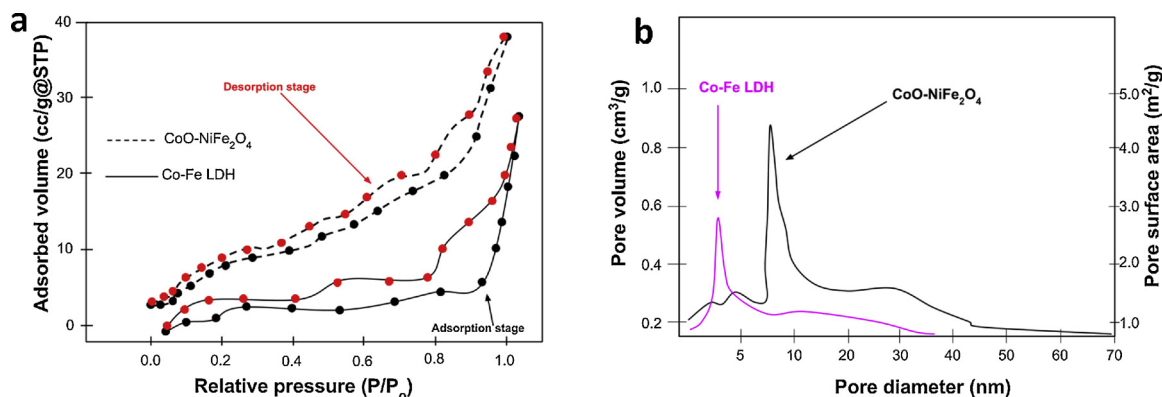 a
Adsorbed volume (cc/g@STP)
40
30
20
10
0
Desorption stage
CoO-NiFe₂O₄
Co-Fe LDH
Adsorption stage
0.0 0.2 0.4 0.6 0.8 1.0
Relative pressure (P/Pₒ)
b
Pore volume (cm³/g)
1.0
0.8
0.6
0.4
0.2
Co-Fe LDH
CoO-NiFe₂O₄
5.0
4.0
3.0
2.0
1.0
Pore surface area (m²/g)
5 10 20 30 40 50 60 70
Pore diameter (nm)